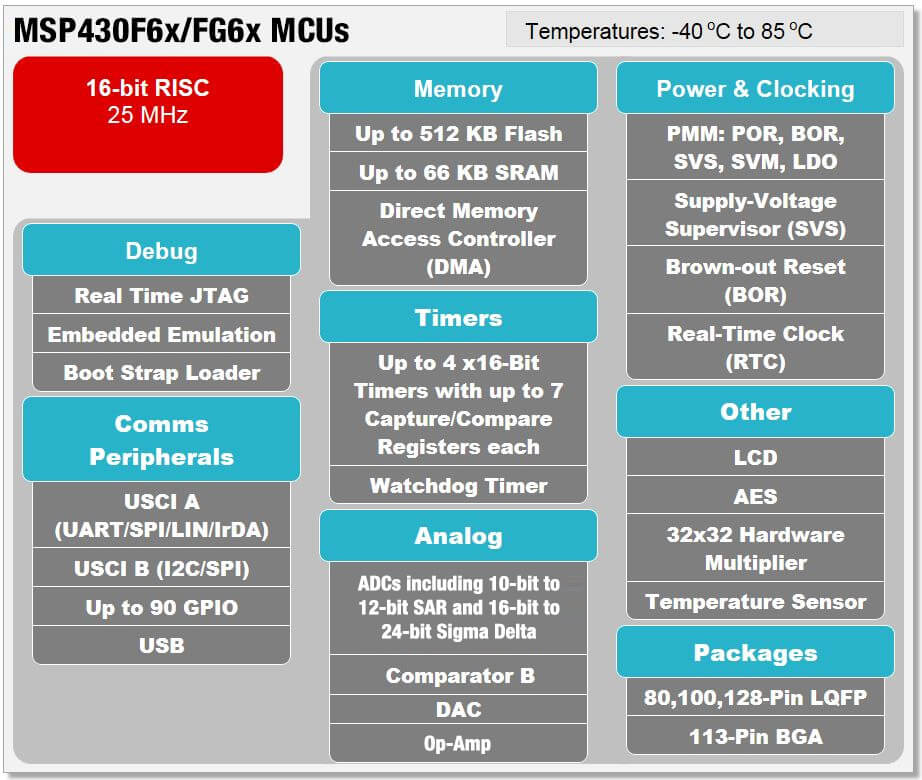 MSP430F6x/FG6x MCUs
Temperatures: -40 °C to 85 °C
16-bit RISC
25 MHz
Debug
Real Time JTAG
Embedded Emulation
Boot Strap Loader
Comms
Peripherals
USCI A
(UART/SPI/LIN/IrDA)
USCI B (I2C/SPI)
Up to 90 GPIO
USB
Memory
Up to 512 KB Flash
Up to 66 KB SRAM
Direct Memory
Access Controller
(DMA)
Timers
Up to 4 x16-Bit
Timers with up to 7
Capture/Compare
Registers each
Watchdog Timer
Analog
ADCs including 10-bit to
12-bit SAR and 16-bit to
24-bit Sigma Delta
Comparator B
DAC
Op-Amp
Power & Clocking
PMM: POR, BOR,
SVS, SVM, LDO
Supply-Voltage
Supervisor (SVS)
Brown-out Reset
(BOR)
Real-Time Clock
(RTC)
Other
LCD
AES
32x32 Hardware
Multiplier
Temperature Sensor
Packages
80,100,128-Pin LQFP
113-Pin BGA